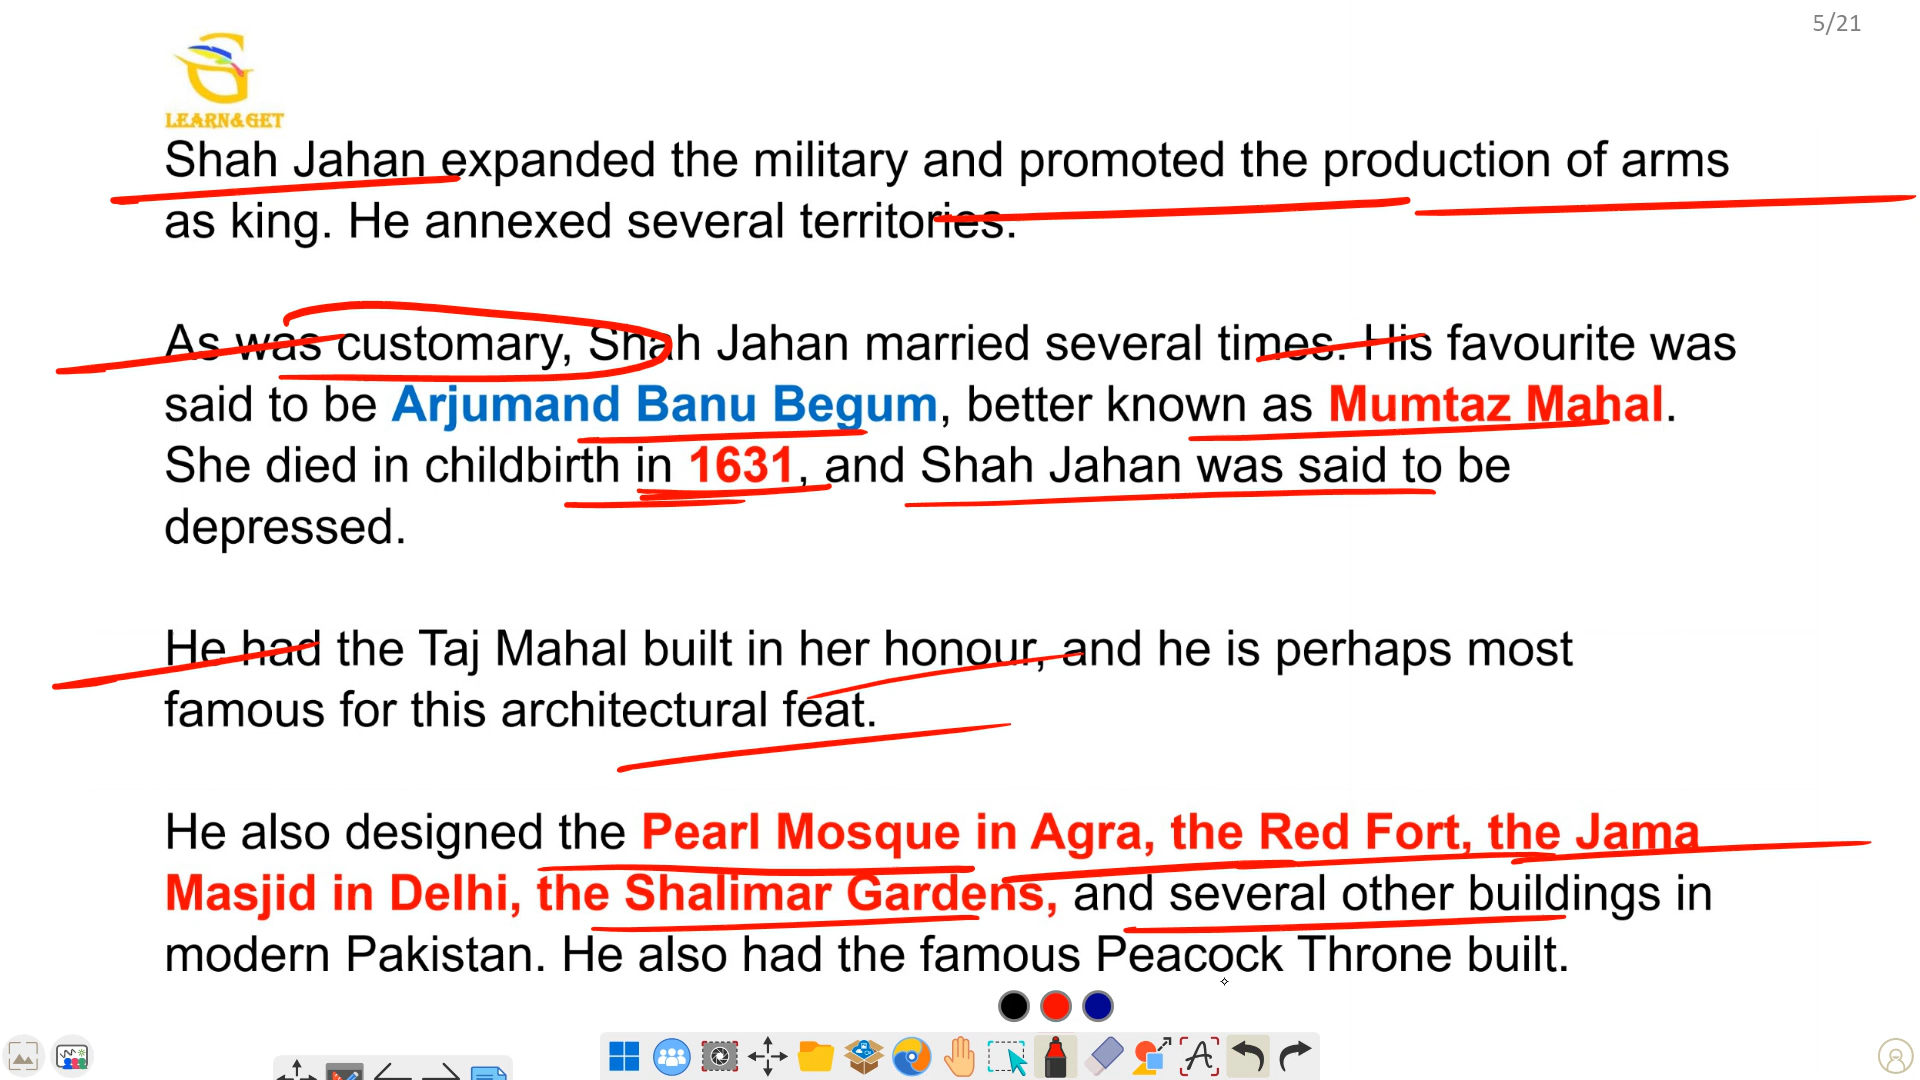 5/21
LEARN&GET
Shah Jahan expanded the military and promoted the production of arms
as king. He annexed several territories.
As was customary, Shah Jahan married several times. His favourite was
said to be Arjumand Banu Begum, better known as Mumtaz Mahal.
She died in childbirth in 1631, and Shah Jahan was said to be
depressed.
He had the Taj Mahal built in her honour, and he is perhaps most
famous for this architectural feat.
He also designed the Pearl Mosque in Agra, the Red Fort, the Jama
Masjid in Delhi, the Shalimar Gardens, and several other buildings in
modern Pakistan. He also had the famous Peacock Throne built.